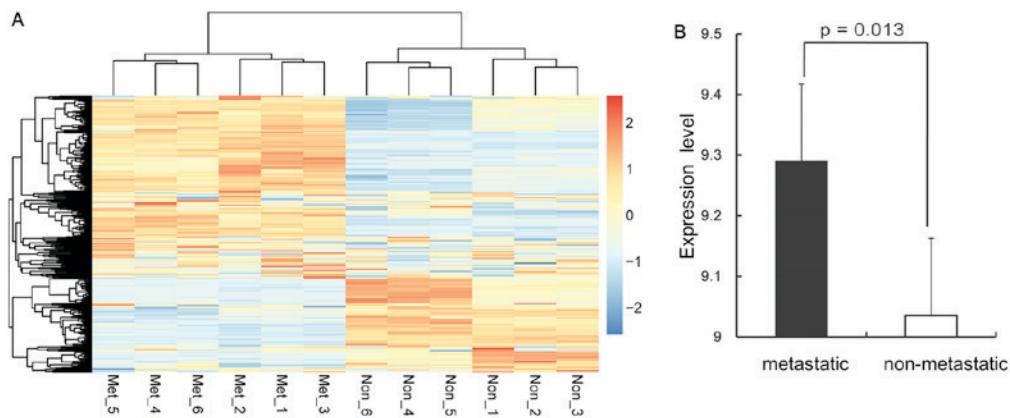 A
2
1
0
−1
−2
Met_5
Met_4
Met_6
Met_2
Met_1
Met_3
Non_6
Non_4
Non_5
Non_1
Non_2
Non_3
B
p = 0.013
Expression level
9.5
9.4
9.3
9.2
9.1
9
metastatic non-metastatic